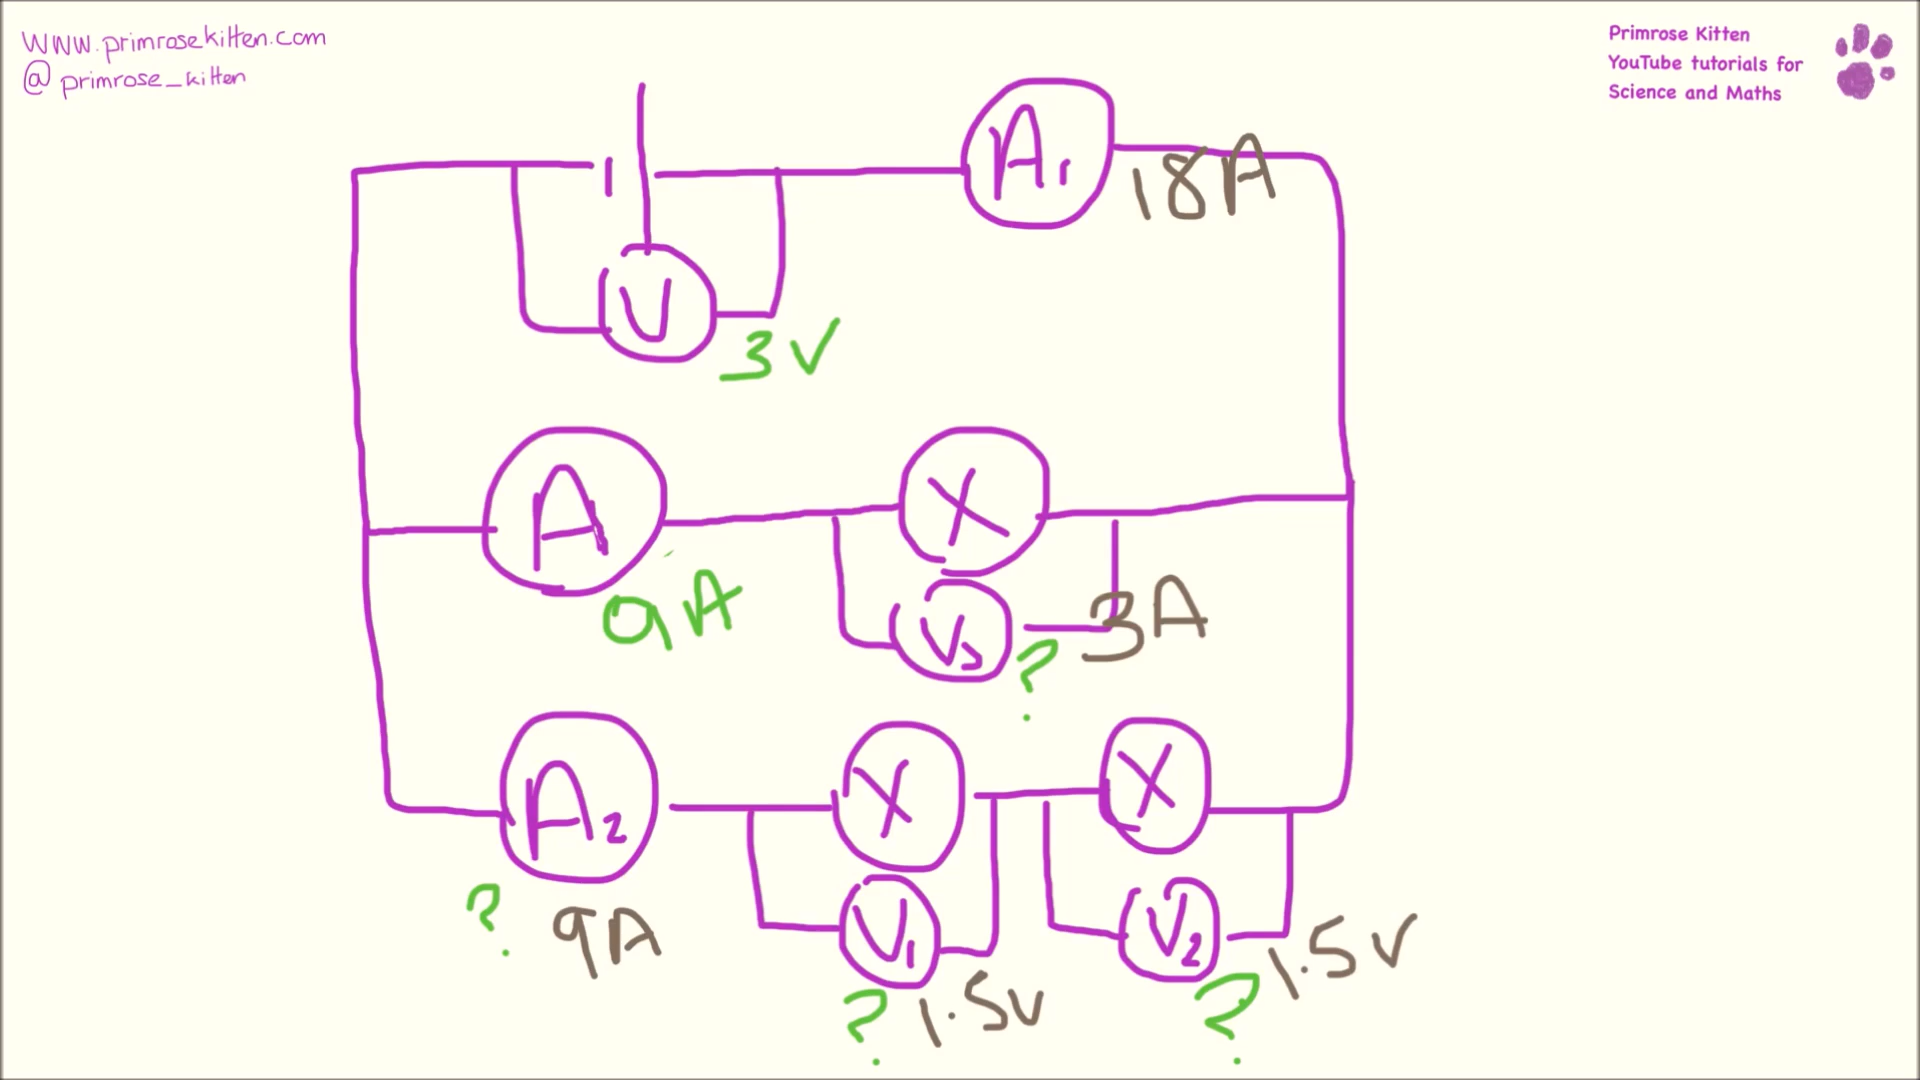 www.primrosekitten.com
@primrose_kitten
Primrose Kitten
YouTube tutorials for
Science and Maths
A1
18A
V
3V
A
X
9A
V3
?
3A
A2
X
X
?
9A
V1
?
1.5V
V2
?
1.5V